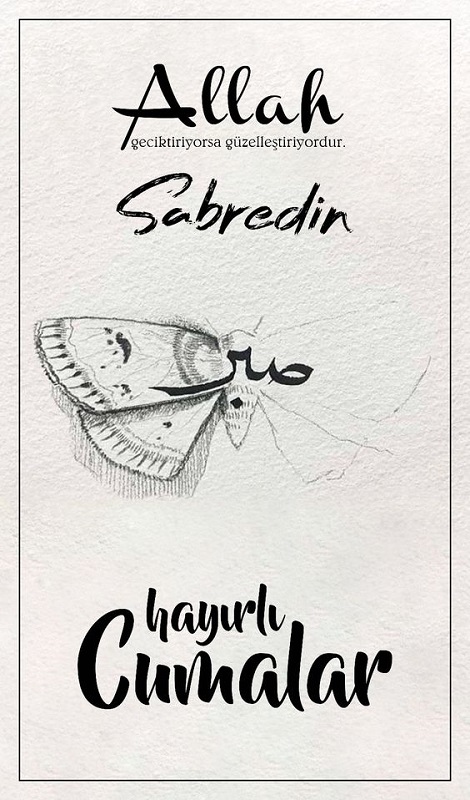 Allah
geciktiriyorsa güzelleştiriyordur.
Sabredin
صبر
hayırlı
Cumalar